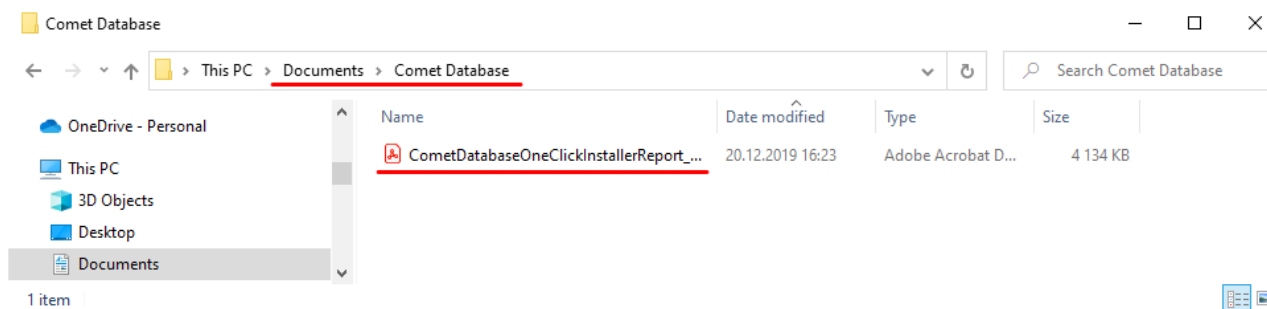 Comet Database
This PC > Documents > Comet Database
Search Comet Database
OneDrive - Personal
This PC
3D Objects
Desktop
Documents
Name Date modified Type Size
CometDatabaseOneClickInstallerReport_... 20.12.2019 16:23 Adobe Acrobat D... 4 134 KB
1 item